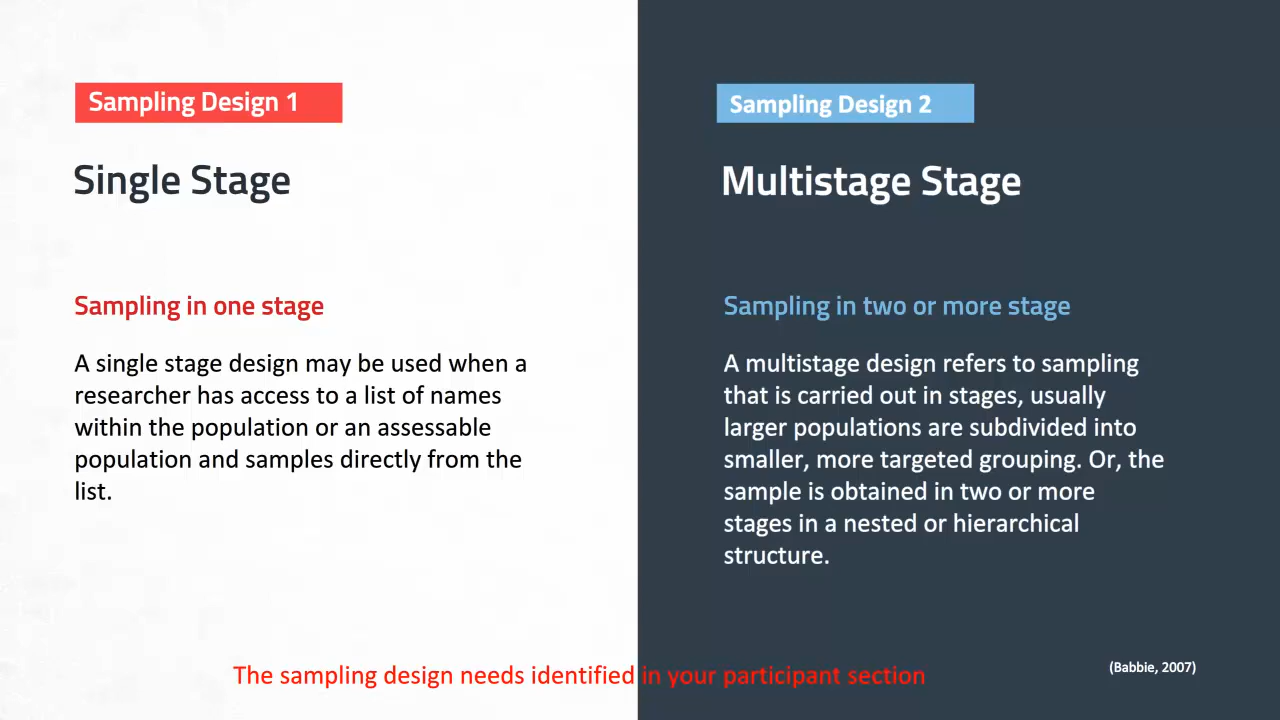 Sampling Design 1
Single Stage
Sampling in one stage
A single stage design may be used when a
researcher has access to a list of names
within the population or an assessable
population and samples directly from the
list.
Sampling Design 2
Multistage Stage
Sampling in two or more stage
A multistage design refers to sampling
that is carried out in stages, usually
larger populations are subdivided into
smaller, more targeted grouping. Or, the
sample is obtained in two or more
stages in a nested or hierarchical
structure.
(Babbie, 2007)
The sampling design needs identified in your participant section